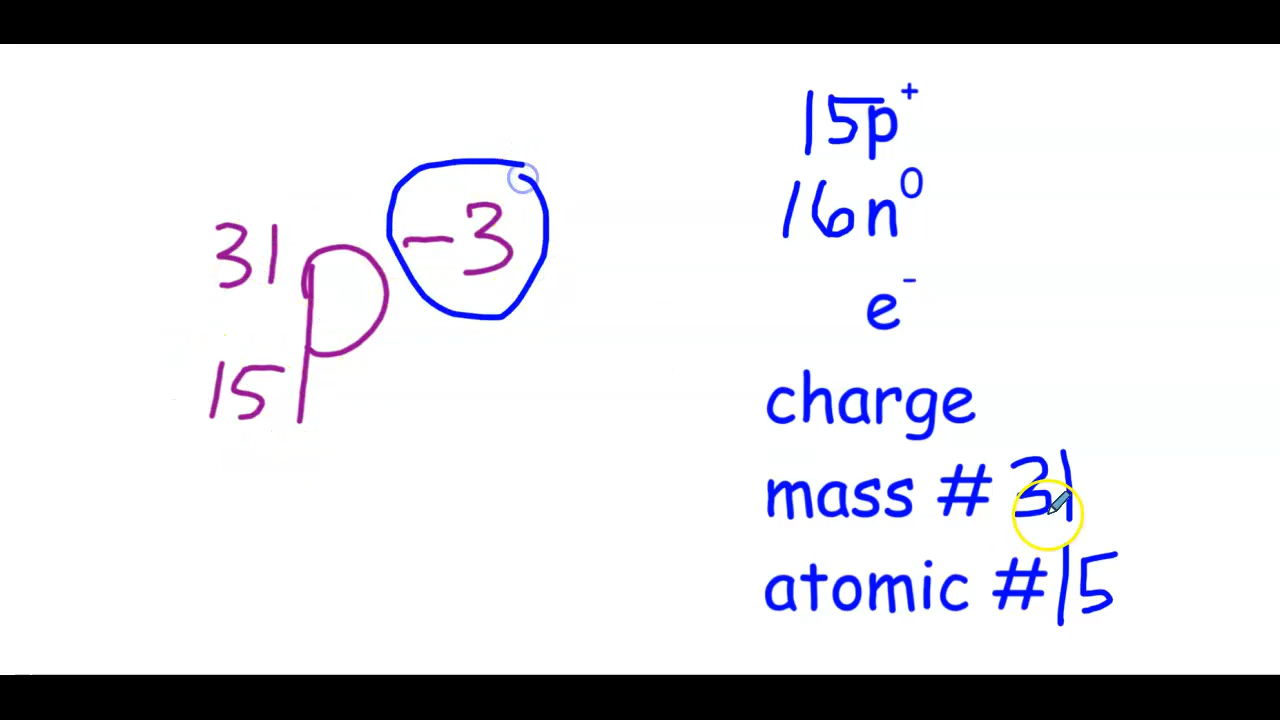 31 p -3
15
15p+
16n0
e-
charge
mass # 31
atomic #15